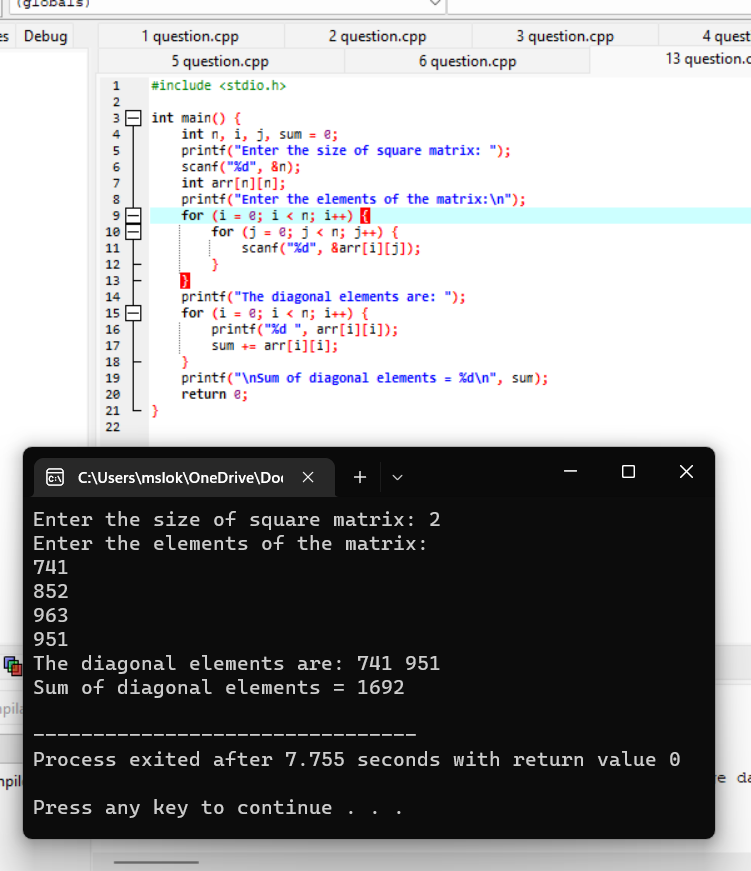 (globals)
es Debug 1 question.cpp 2 question.cpp 3 question.cpp 4 quest
5 question.cpp 6 question.cpp 13 question.c
1 #include <stdio.h>
2
3 int main() {
4 int n, i, j, sum = 0;
5 printf("Enter the size of square matrix: ");
6 scanf("%d", &n);
7 int arr[n][n];
8 printf("Enter the elements of the matrix:\n");
9 for (i = 0; i < n; i++) {
10 for (j = 0; j < n; j++) {
11 scanf("%d", &arr[i][j]);
12 }
13 }
14 printf("The diagonal elements are: ");
15 for (i = 0; i < n; i++) {
16 printf("%d ", arr[i][i]);
17 sum += arr[i][i];
18 }
19 printf("\nSum of diagonal elements = %d\n", sum);
20 return 0;
21 }
22
C:\Users\mslok\OneDrive\Doc
Enter the size of square matrix: 2
Enter the elements of the matrix:
741
852
963
951
The diagonal elements are: 741 951
Sum of diagonal elements = 1692
--------------------------------
Process exited after 7.755 seconds with return value 0
Press any key to continue . . .